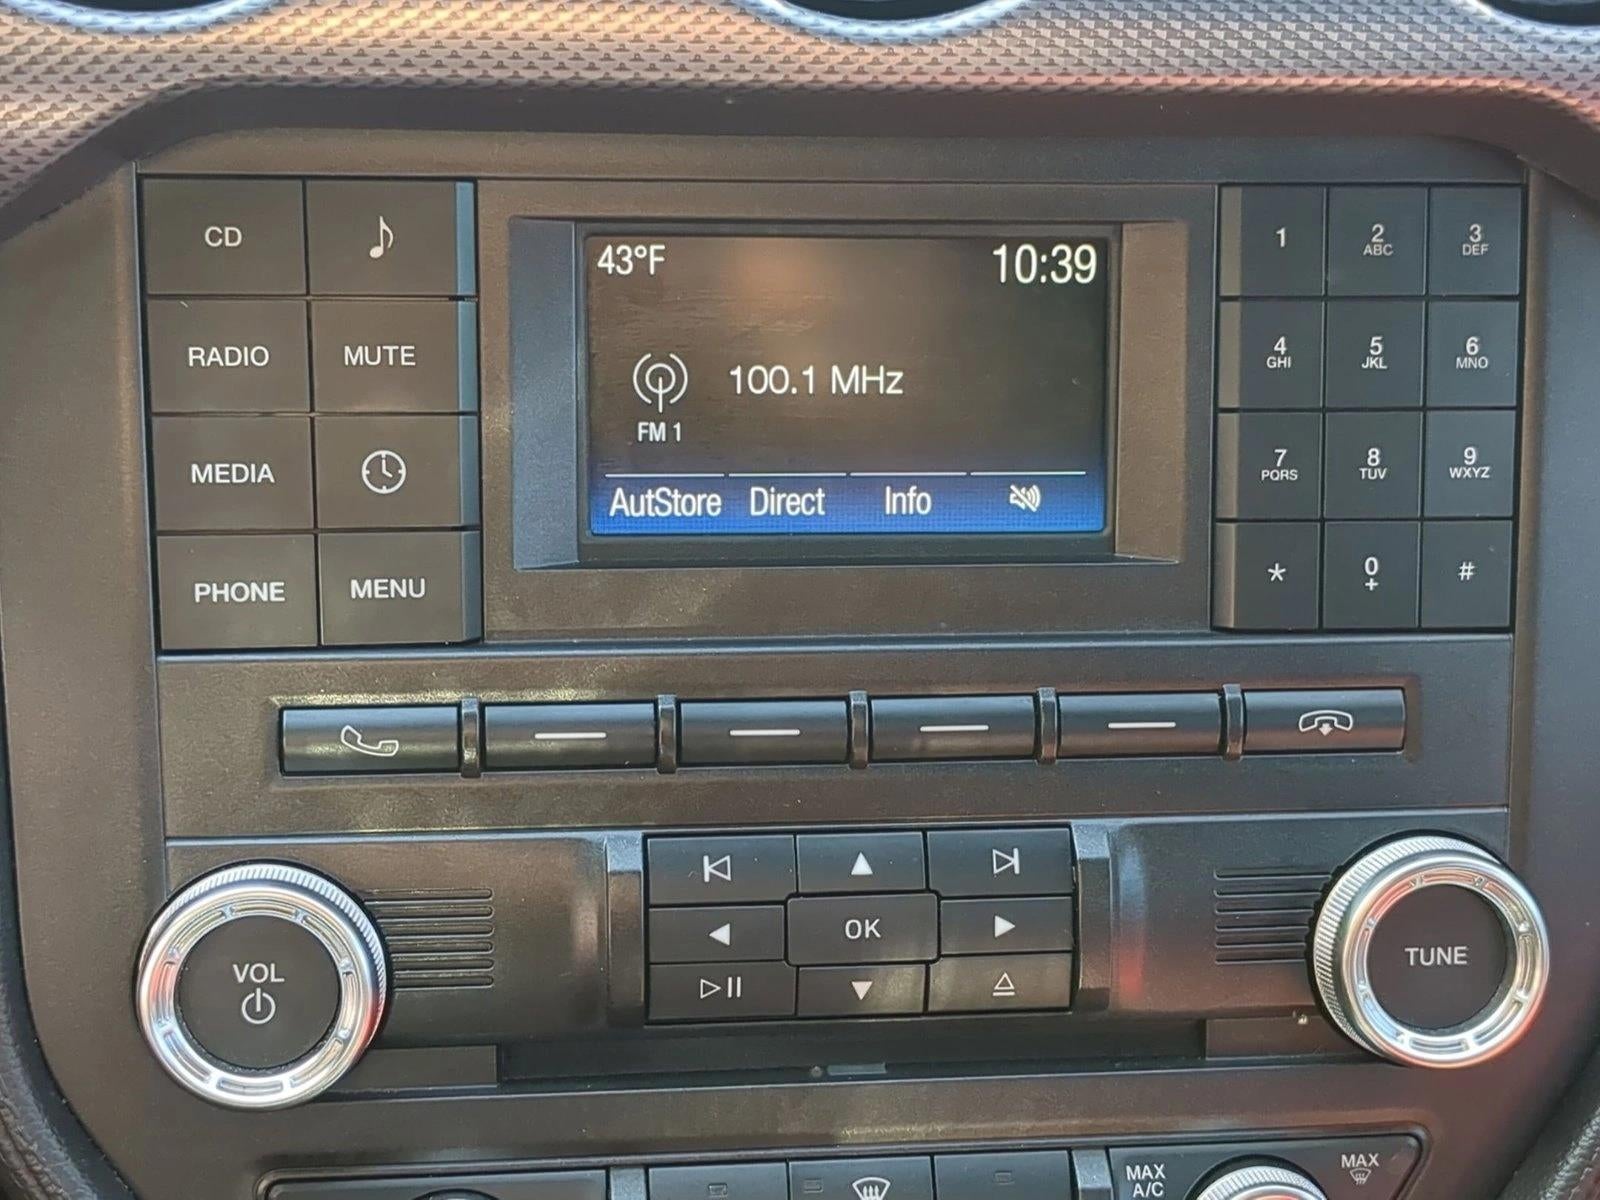 CD
RADIO MUTE
MEDIA
PHONE MENU
43°F 10:39
100.1 MHz
FM 1
AutStore Direct Info
1 2 3
ABC DEF
4 5 6
GHI JKL MNO
7 8 9
PQRS TUV WXYZ
* 0 #
+
OK
VOL
TUNE
MAX
A/C
MAX